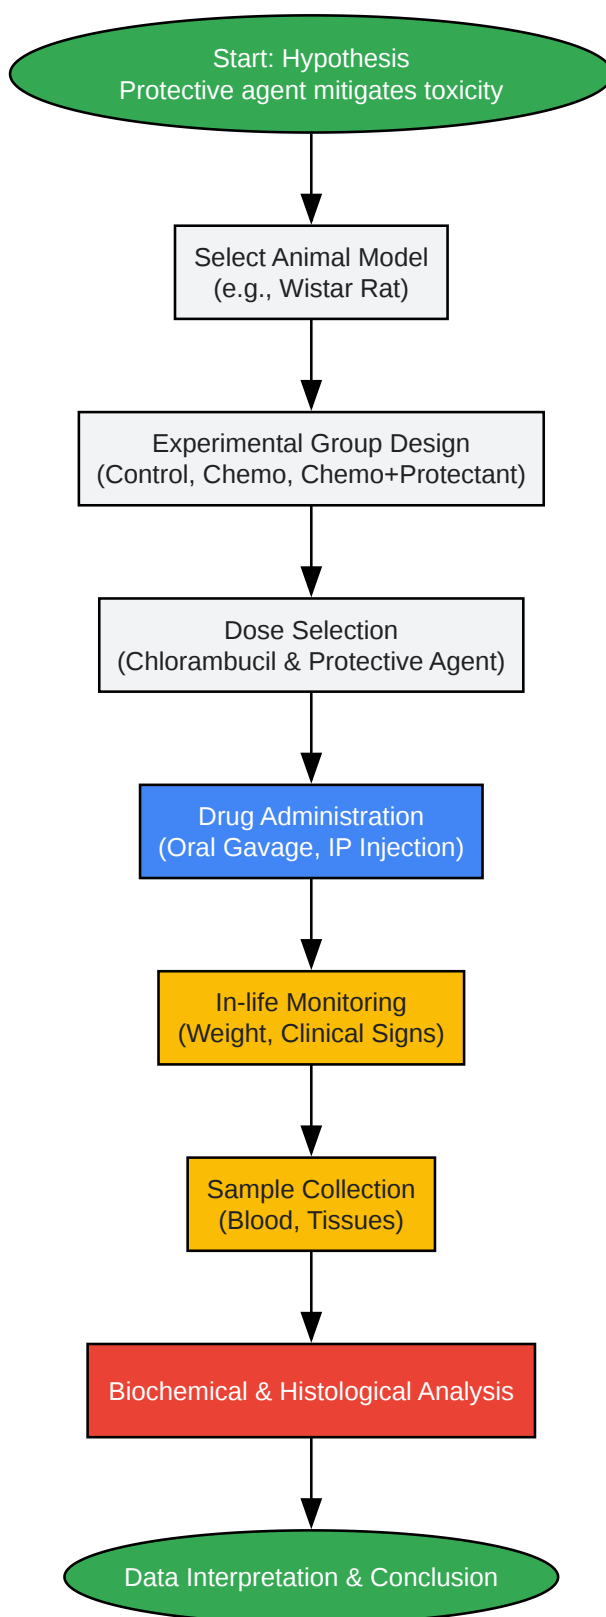 Start: Hypothesis
Protective agent mitigates toxicity
Select Animal Model
(e.g., Wistar Rat)
Experimental Group Design
(Control, Chemo, Chemo+Protectant)
Dose Selection
(Chlorambucil & Protective Agent)
Drug Administration
(Oral Gavage, IP Injection)
In-life Monitoring
(Weight, Clinical Signs)
Sample Collection
(Blood, Tissues)
Biochemical & Histological Analysis
Data Interpretation & Conclusion